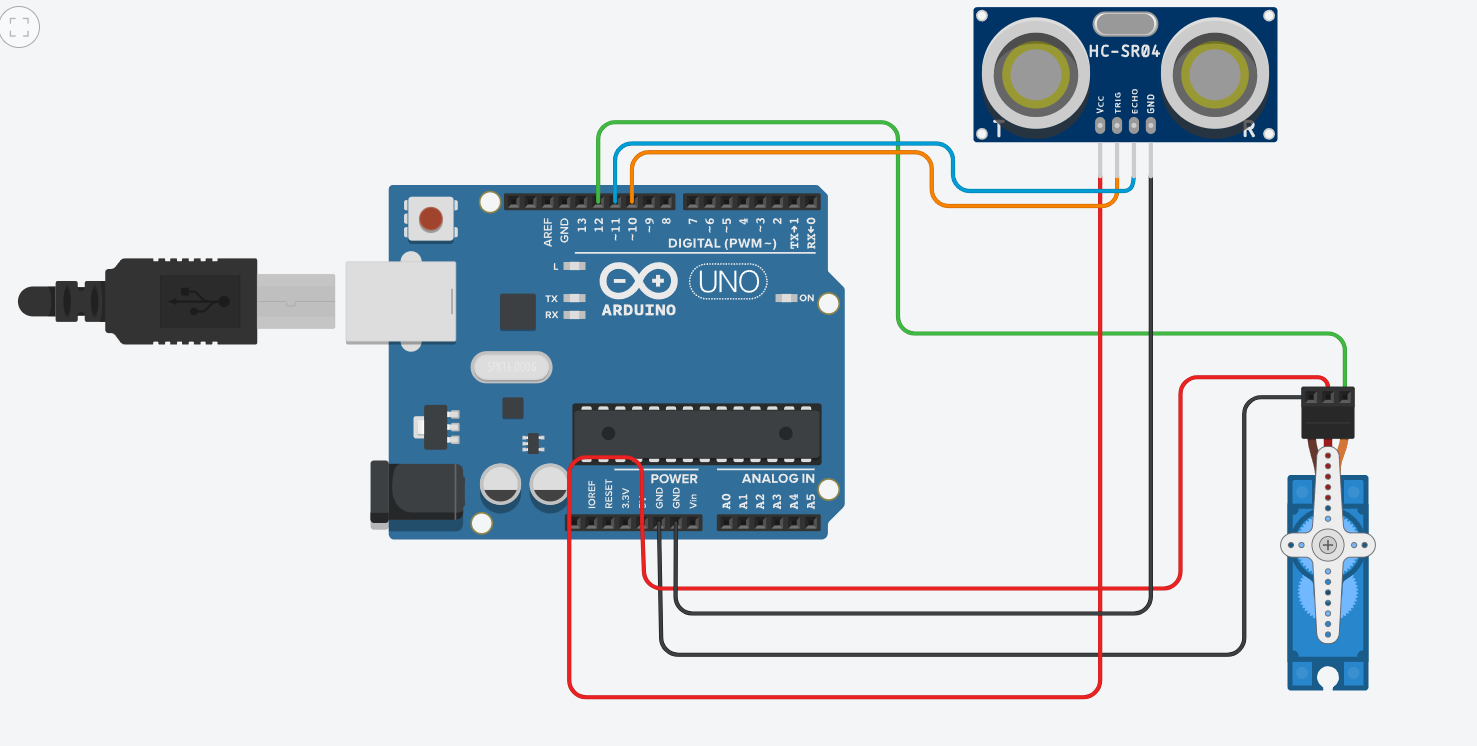 HC-SR04
VCC
TRIG
ECHO
GND
T
R
AREF
GND
13
12
~11
~10
~9
8
7
~6
~5
4
~3
2
TX→1
RX←0
DIGITAL (PWM~)
L
TX
RX
ARDUINO
UNO
ON
IOREF
RESET
3.3V
GND
GND
Vin
POWER
ANALOG IN
A0
A1
A2
A3
A4
A5